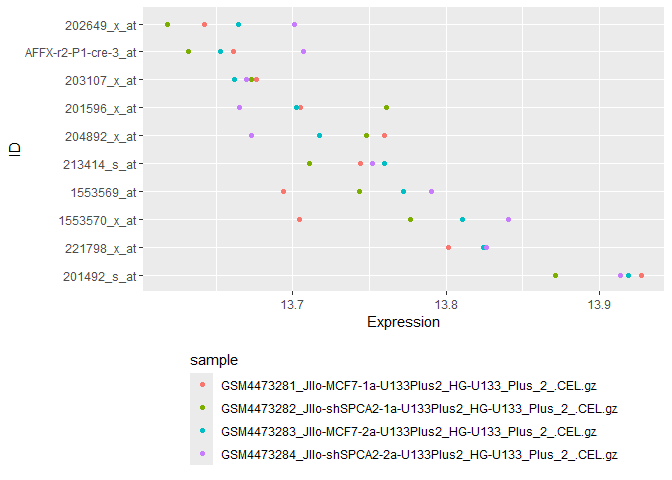 202649_x_at
AFFX-r2-P1-cre-3_at
203107_x_at
201596_x_at
204892_x_at
213414_s_at
1553569_at
1553570_x_at
221798_x_at
201492_s_at
ID
13.7 13.8 13.9
Expression
sample
GSM4473281_JIlo-MCF7-1a-U133Plus2_HG-U133_Plus_2_.CEL.gz
GSM4473282_JIlo-shSPCA2-1a-U133Plus2_HG-U133_Plus_2_.CEL.gz
GSM4473283_JIlo-MCF7-2a-U133Plus2_HG-U133_Plus_2_.CEL.gz
GSM4473284_JIlo-shSPCA2-2a-U133Plus2_HG-U133_Plus_2_.CEL.gz